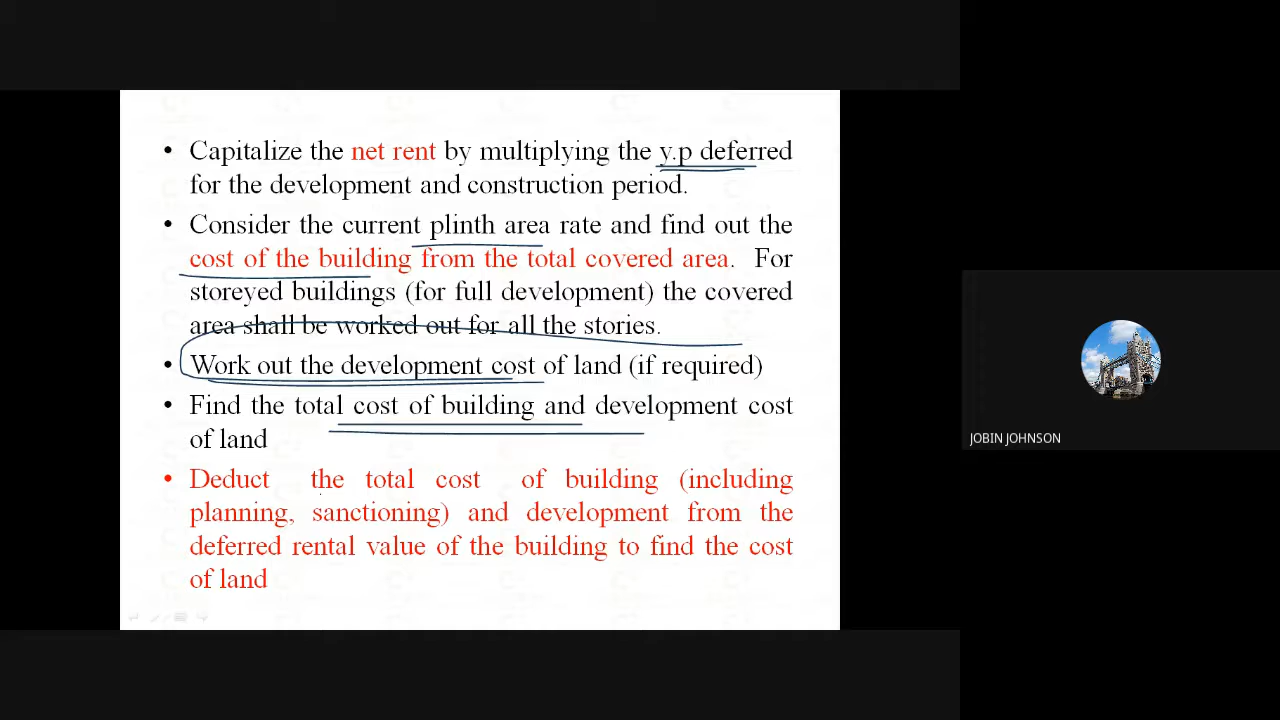 • Capitalize the net rent by multiplying the y.p deferred
for the development and construction period.
• Consider the current plinth area rate and find out the
cost of the building from the total covered area. For
storeyed buildings (for full development) the covered
area shall be worked out for all the stories.
• Work out the development cost of land (if required)
• Find the total cost of building and development cost
of land
• Deduct the total cost of building (including
planning, sanctioning) and development from the
deferred rental value of the building to find the cost
of land
JOBIN JOHNSON